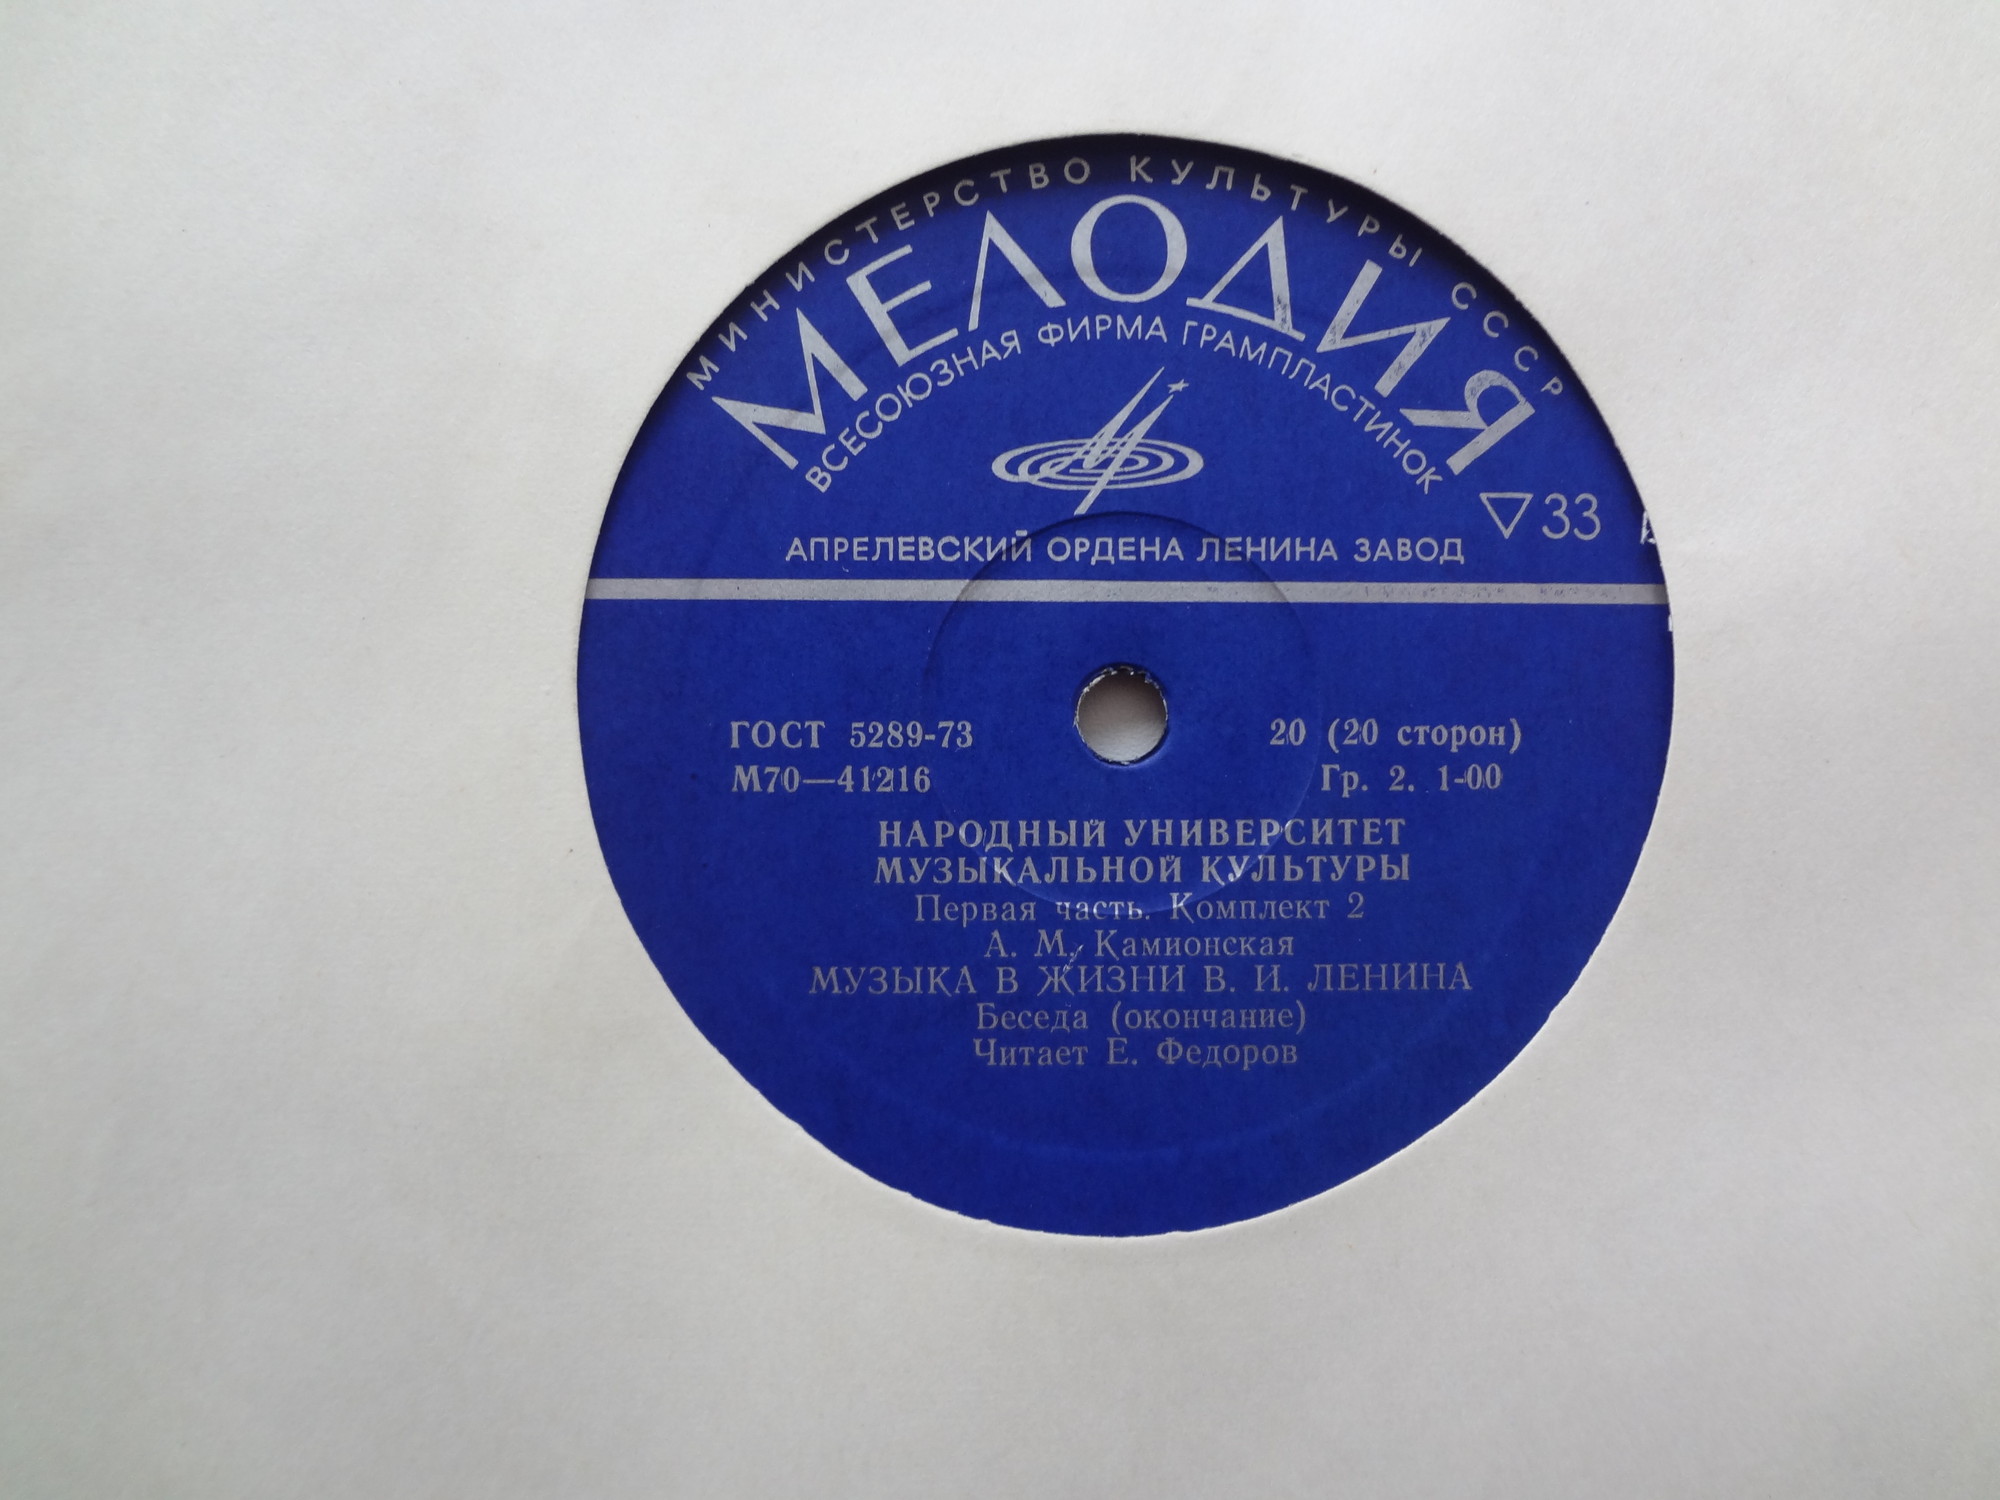 МИНИСТЕРСТВО КУЛЬТУРЫ СССР
МЕЛОДИЯ
ВСЕСОЮЗНАЯ ФИРМА ГРАМПЛАСТИНОК
▽33
АПРЕЛЕВСКИЙ ОРДЕНА ЛЕНИНА ЗАВОД
ГОСТ 5289-73
20 (20 сторон)
М70—41216
Гр. 2. 1-00
НАРОДНЫЙ УНИВЕРСИТЕТ
МУЗЫКАЛЬНОЙ КУЛЬТУРЫ
Первая часть. Комплект 2
А. М. Камионская
МУЗЫКА В ЖИЗНИ В. И. ЛЕНИНА
Беседа (окончание)
Читает Е. Федоров